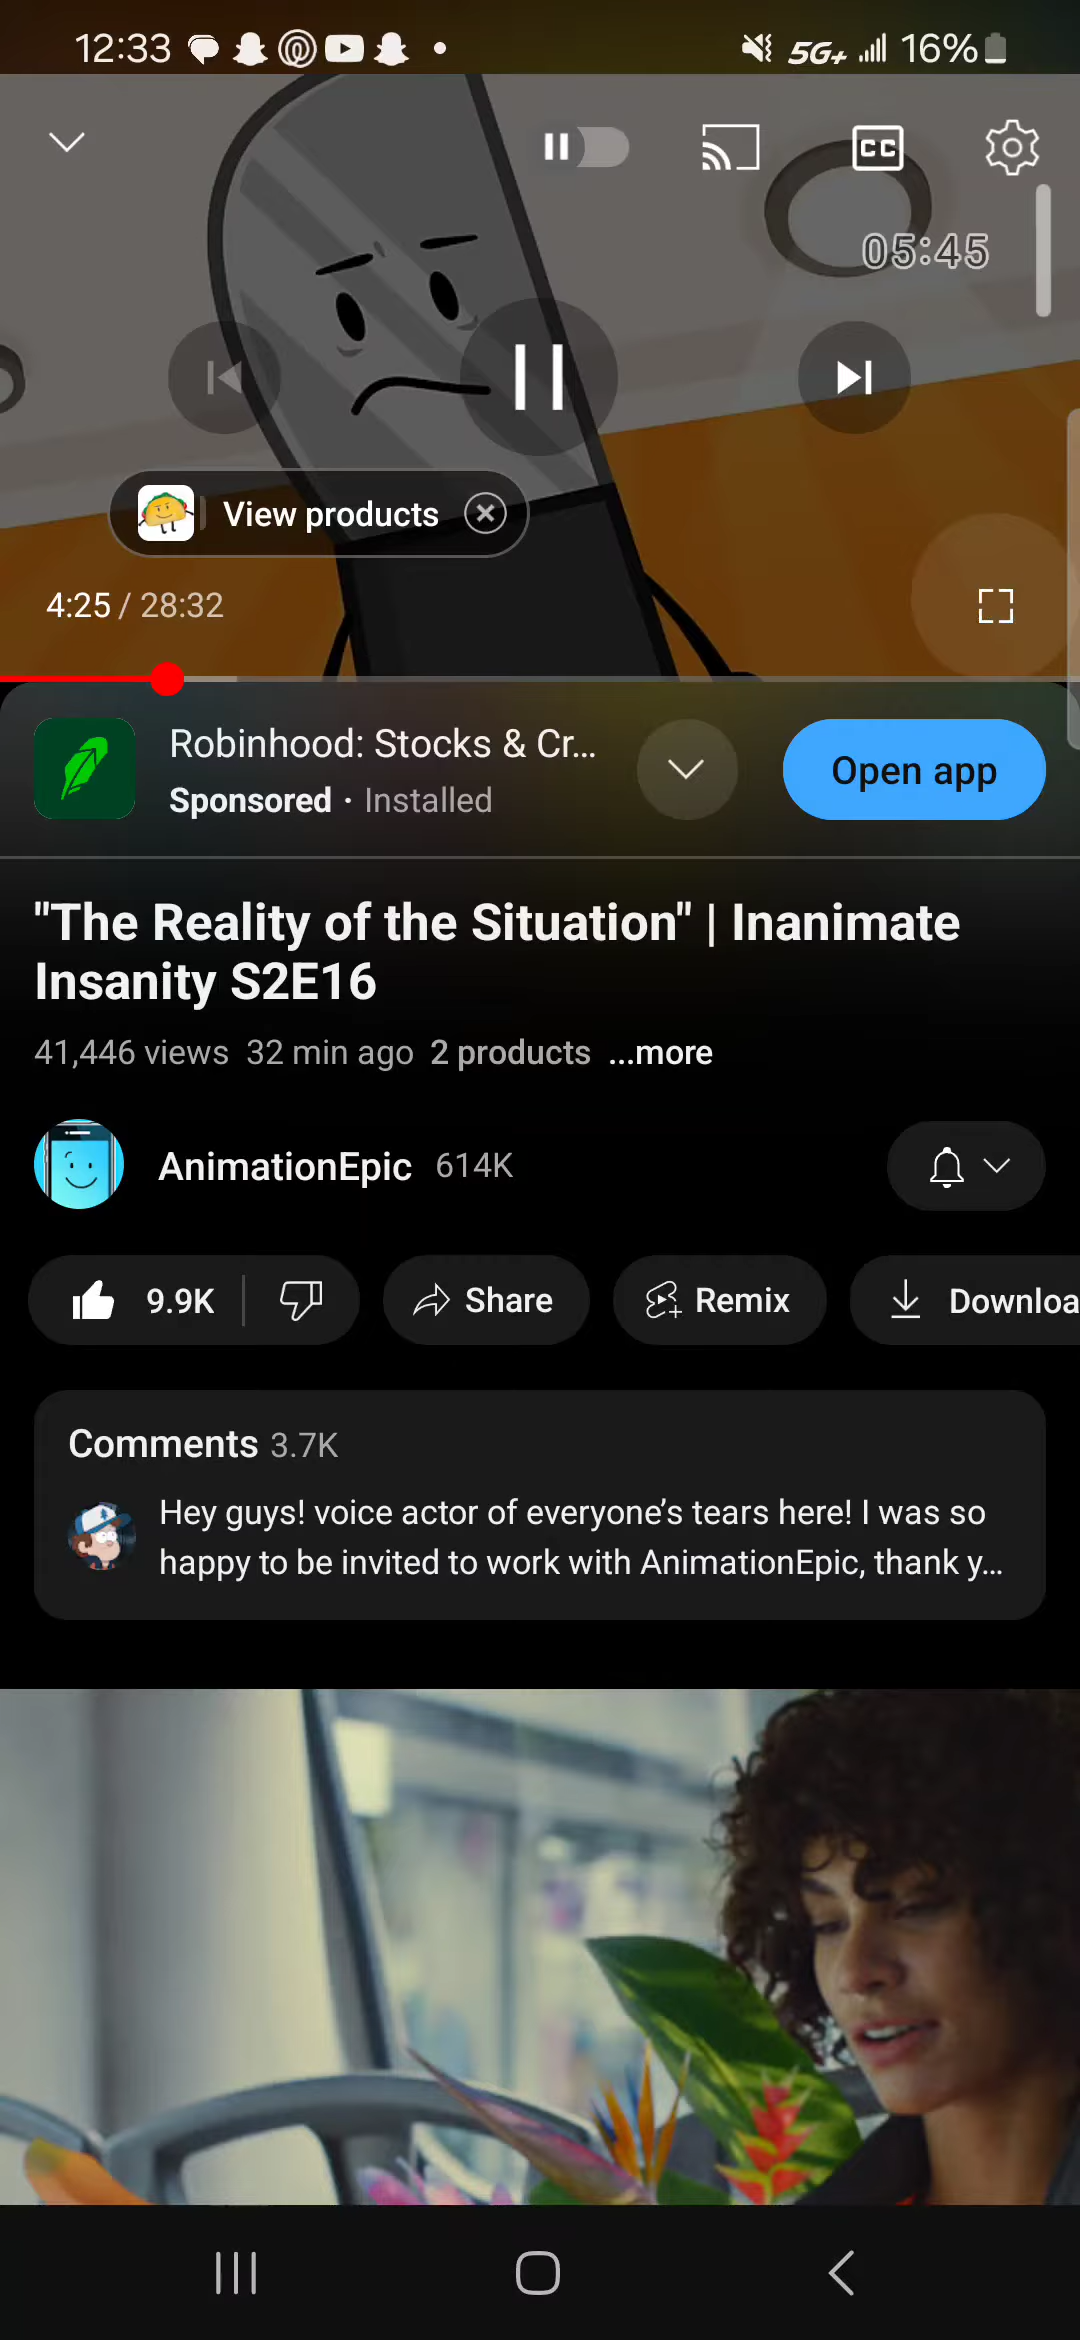 12:33
5G+ 16%
CC
05:45
View products
4:25 / 28:32
Robinhood: Stocks & Cr...
Sponsored · Installed
Open app
"The Reality of the Situation" | Inanimate
Insanity S2E16
41,446 views 32 min ago 2 products ...more
AnimationEpic 614K
9.9K
Share
Remix
Downloa
Comments 3.7K
Hey guys! voice actor of everyone’s tears here! I was so
happy to be invited to work with AnimationEpic, thank y...